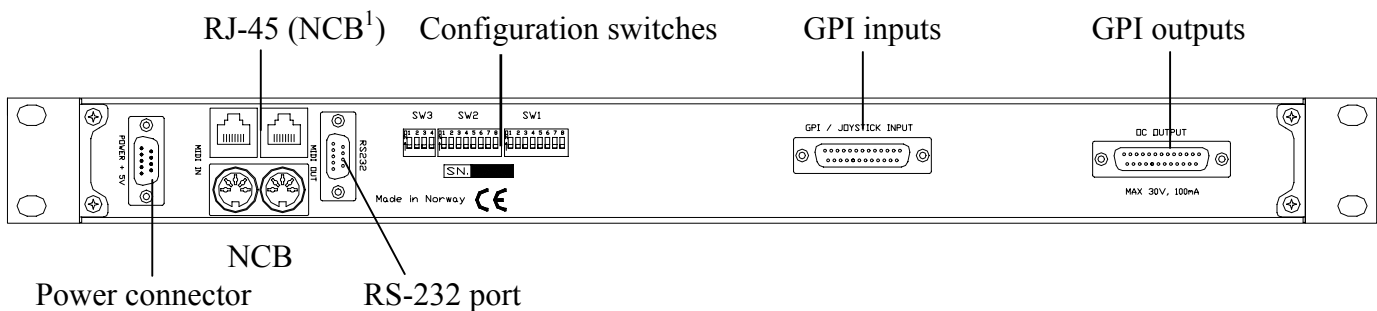 RJ-45 (NCB1) Configuration switches GPI inputs GPI outputs
POWER + 5V
MIDI IN
MIDI OUT
RS232
SW3 SW2 SW1
1 2 3 4 1 2 3 4 5 6 7 8 1 2 3 4 5 6 7 8
SN.
Made in Norway CE
GPI / JOYSTICK INPUT
DC OUTPUT
MAX 30V, 100mA
NCB
Power connector RS-232 port